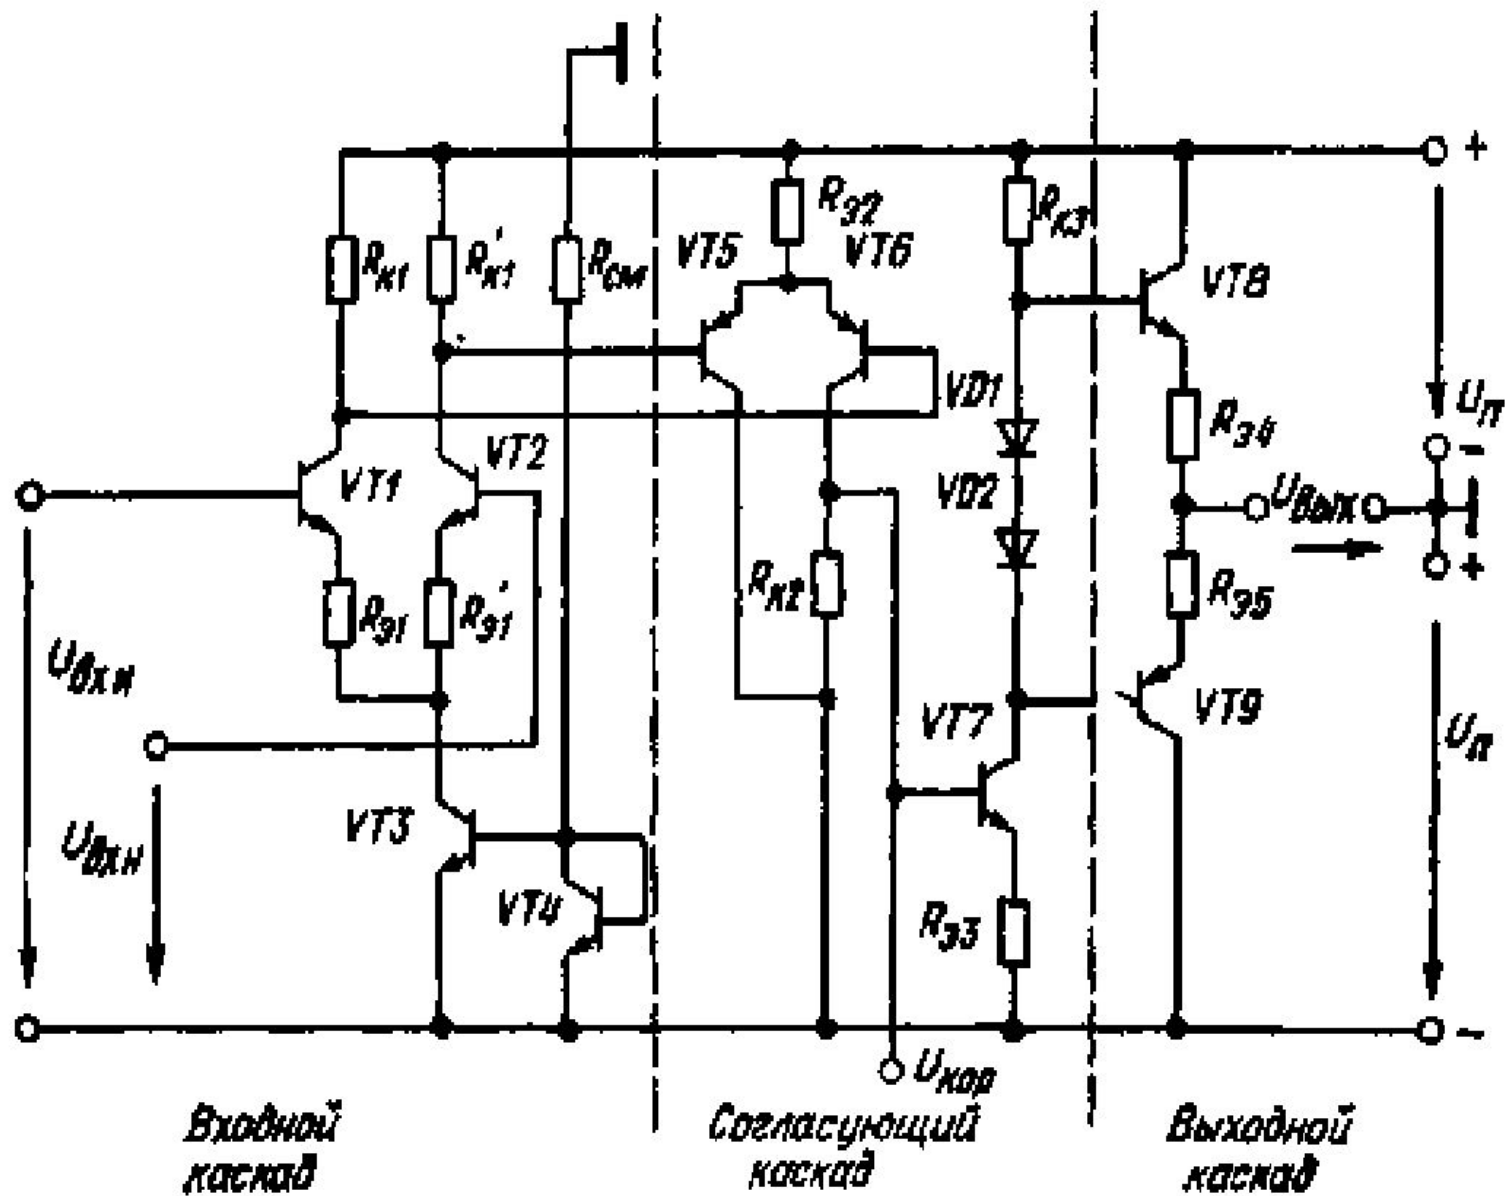 +
Rэ2
Rк1
R'к1
Rсм
VT5
VT6
Rк3
VT8
VD1
Uп
Rэ4
−
VT1
VT2
VD2
Uвых
+
Rэ1
R'э1
Rк2
Rэ5
Uвх и
VT7
VT9
Uп
Uвх н
VT3
VT4
Rэ3
−
Uкор
Входной
каскад
Согласующий
каскад
Выходной
каскад